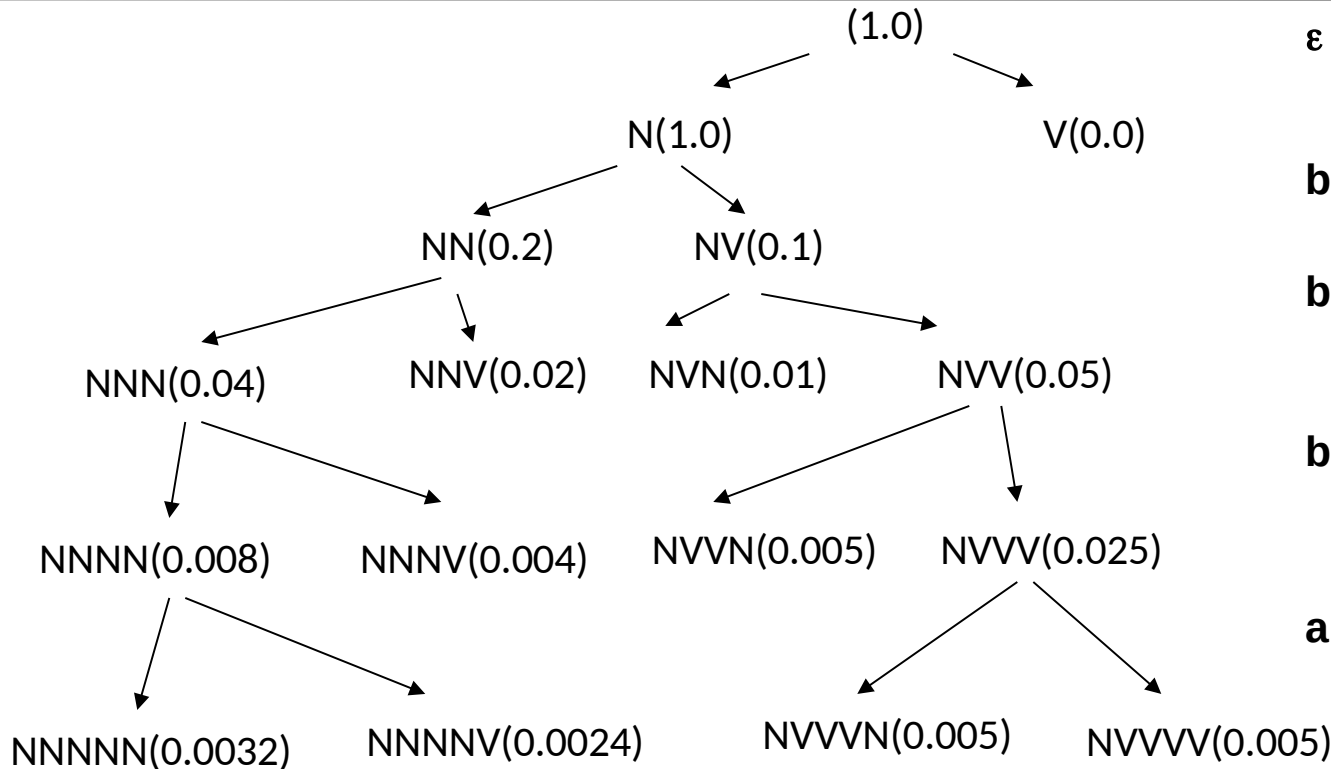 (1.0)
ε
N(1.0) V(0.0)
b
NN(0.2) NV(0.1)
b
NNN(0.04) NNV(0.02) NVN(0.01) NVV(0.05)
b
NNNN(0.008) NNNV(0.004) NVVN(0.005) NVVV(0.025)
a
NNNNN(0.0032) NNNNV(0.0024) NVVVN(0.005) NVVVV(0.005)